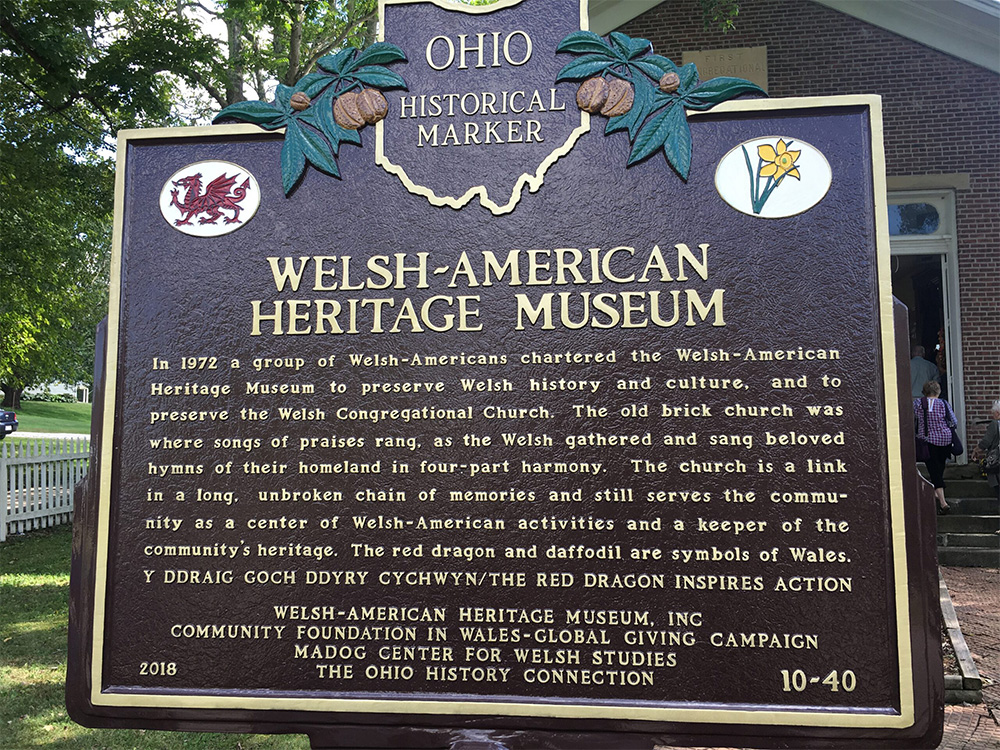 OHIO
HISTORICAL
MARKER
FIRST
WELSH-AMERICAN
HERITAGE MUSEUM
In 1972 a group of Welsh-Americans chartered the Welsh-American
Heritage Museum to preserve Welsh history and culture, and to
preserve the Welsh Congregational Church. The old brick church was
where songs of praises rang, as the Welsh gathered and sang beloved
hymns of their homeland in four-part harmony. The church is a link
in a long, unbroken chain of memories and still serves the commu-
nity as a center of Welsh-American activities and a keeper of the
community's heritage. The red dragon and daffodil are symbols of Wales.
Y DDRAIG GOCH DDYRY CYCHWYN/THE RED DRAGON INSPIRES ACTION
WELSH-AMERICAN HERITAGE MUSEUM, INC
COMMUNITY FOUNDATION IN WALES-GLOBAL GIVING CAMPAIGN
MADOG CENTER FOR WELSH STUDIES
THE OHIO HISTORY CONNECTION
2018
10-40